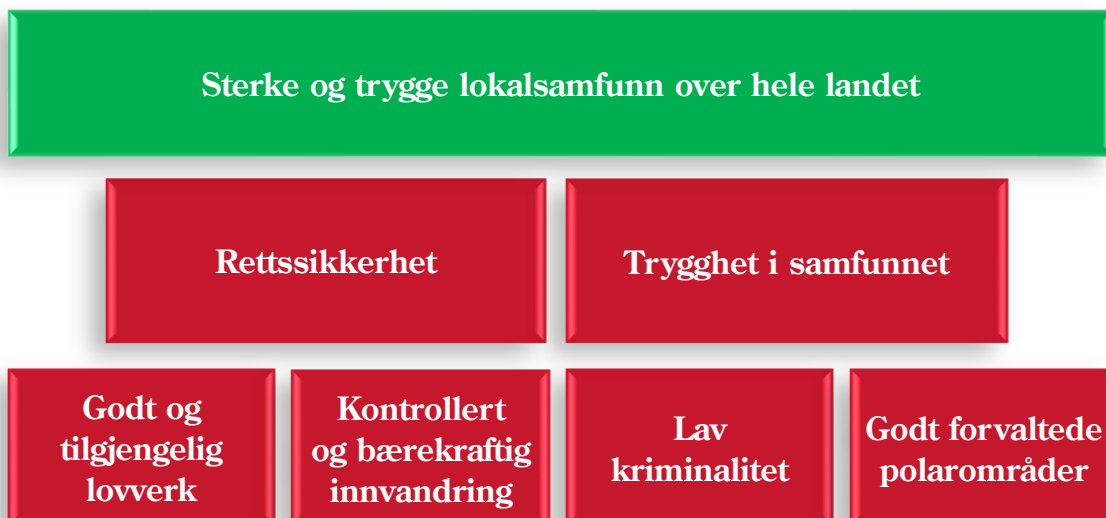 Sterke og trygge lokalsamfunn over hele landet
Rettssikkerhet
Trygghet i samfunnet
Godt og
tilgjengelig
lovverk
Kontrollert
og bærekraftig
innvandring
Lav
kriminalitet
Godt forvaltede
polarområder